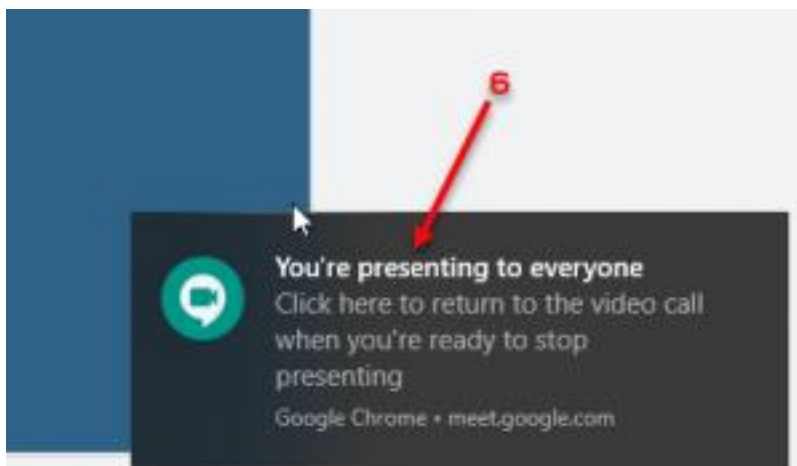 6
You're presenting to everyone
Click here to return to the video call
when you're ready to stop
presenting
Google Chrome • meet.google.com